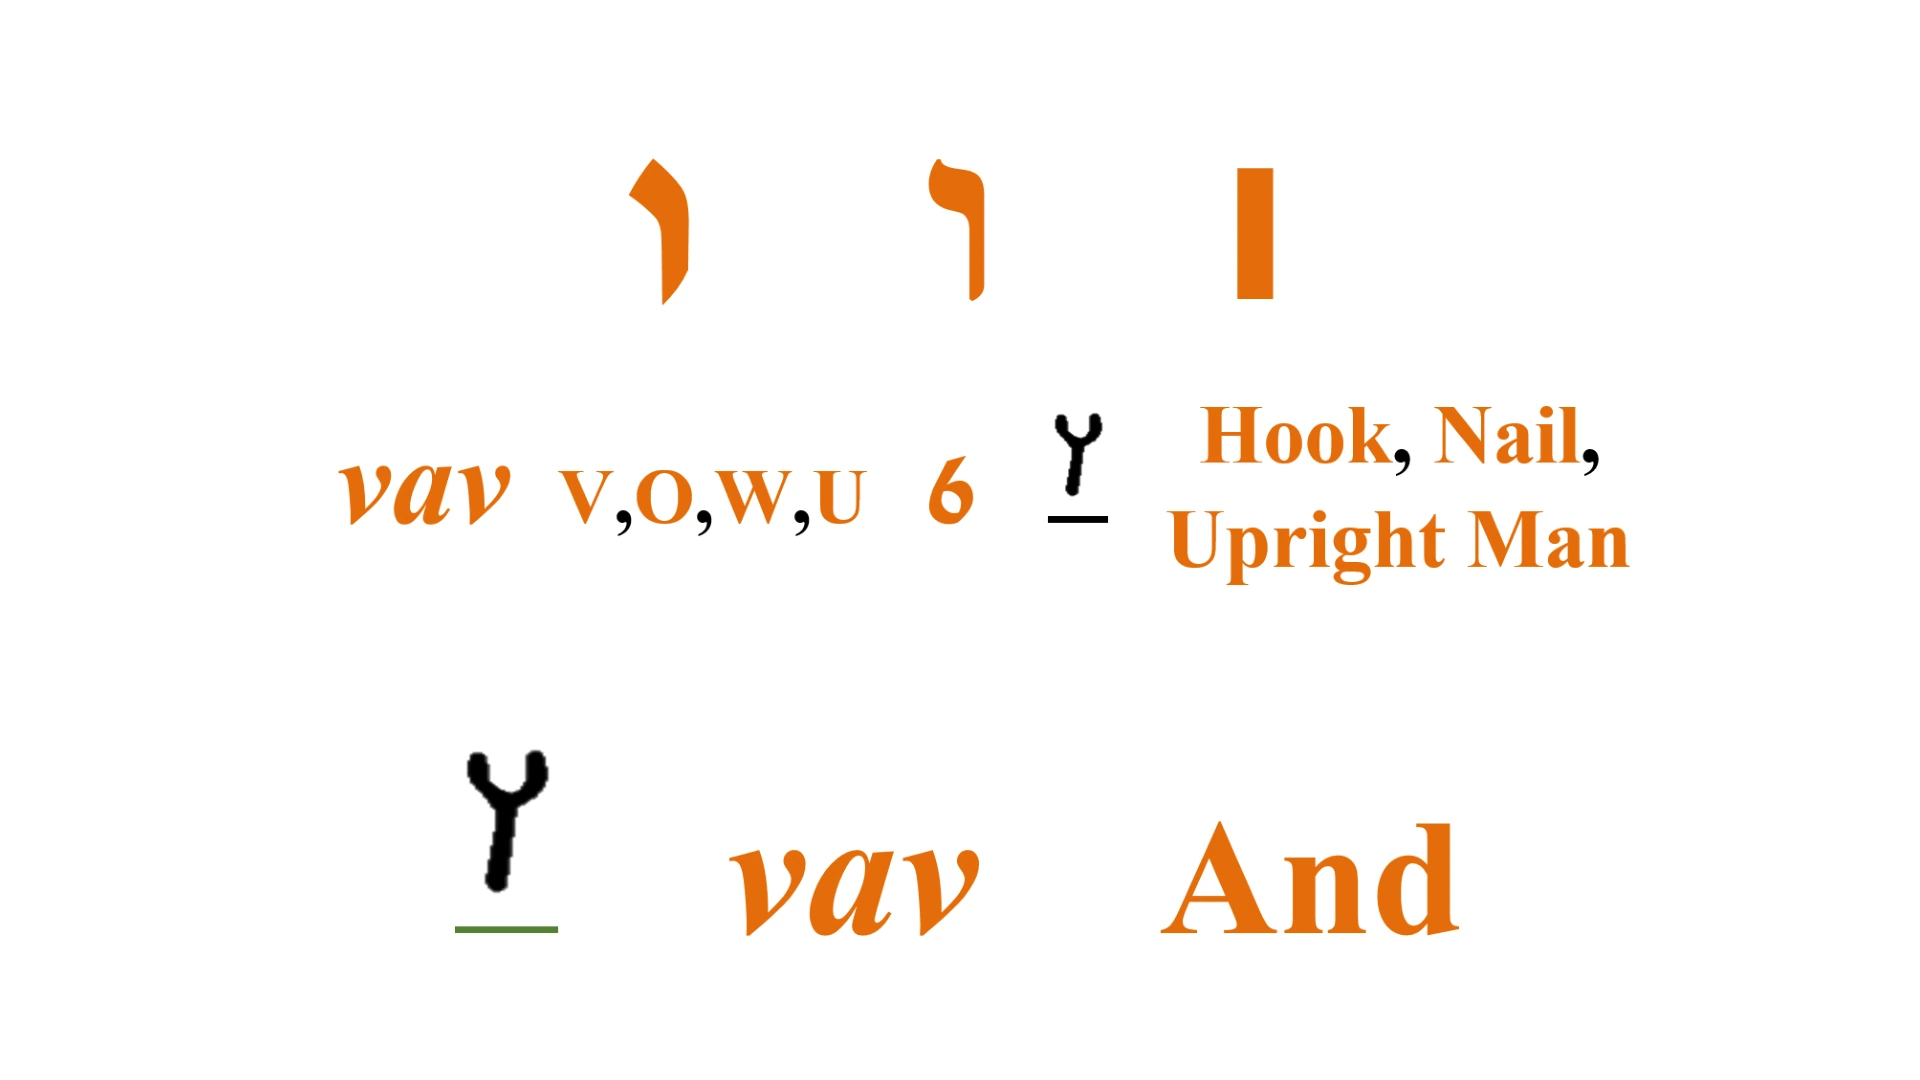 ו ו ו
vav V,O,W,U 6 𐤅 Hook, Nail,
Upright Man
𐤅 vav And